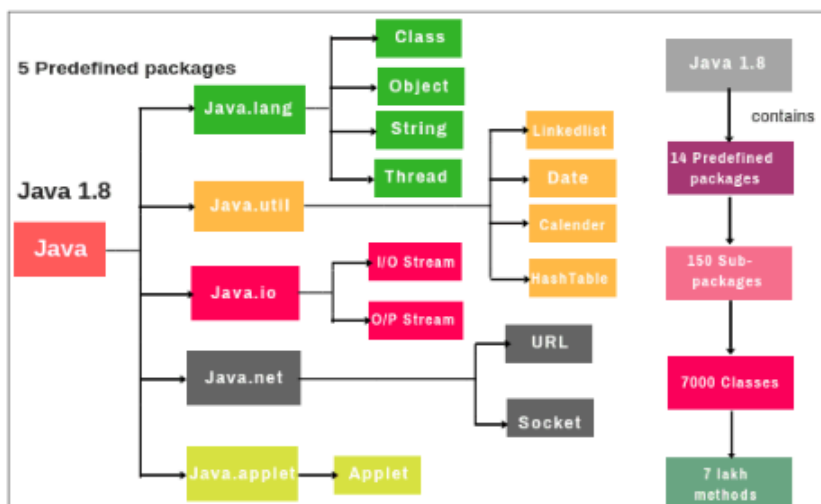 5 Predefined packages
Java 1.8
Java
Java.lang
Class
Object
String
Thread
Java.util
Linkedlist
Date
Calender
HashTable
Java.io
I/O Stream
O/P Stream
Java.net
URL
Socket
Java.applet
Applet
Java 1.8
contains
14 Predefined
packages
150 Sub-
packages
7000 Classes
7 lakh
methods